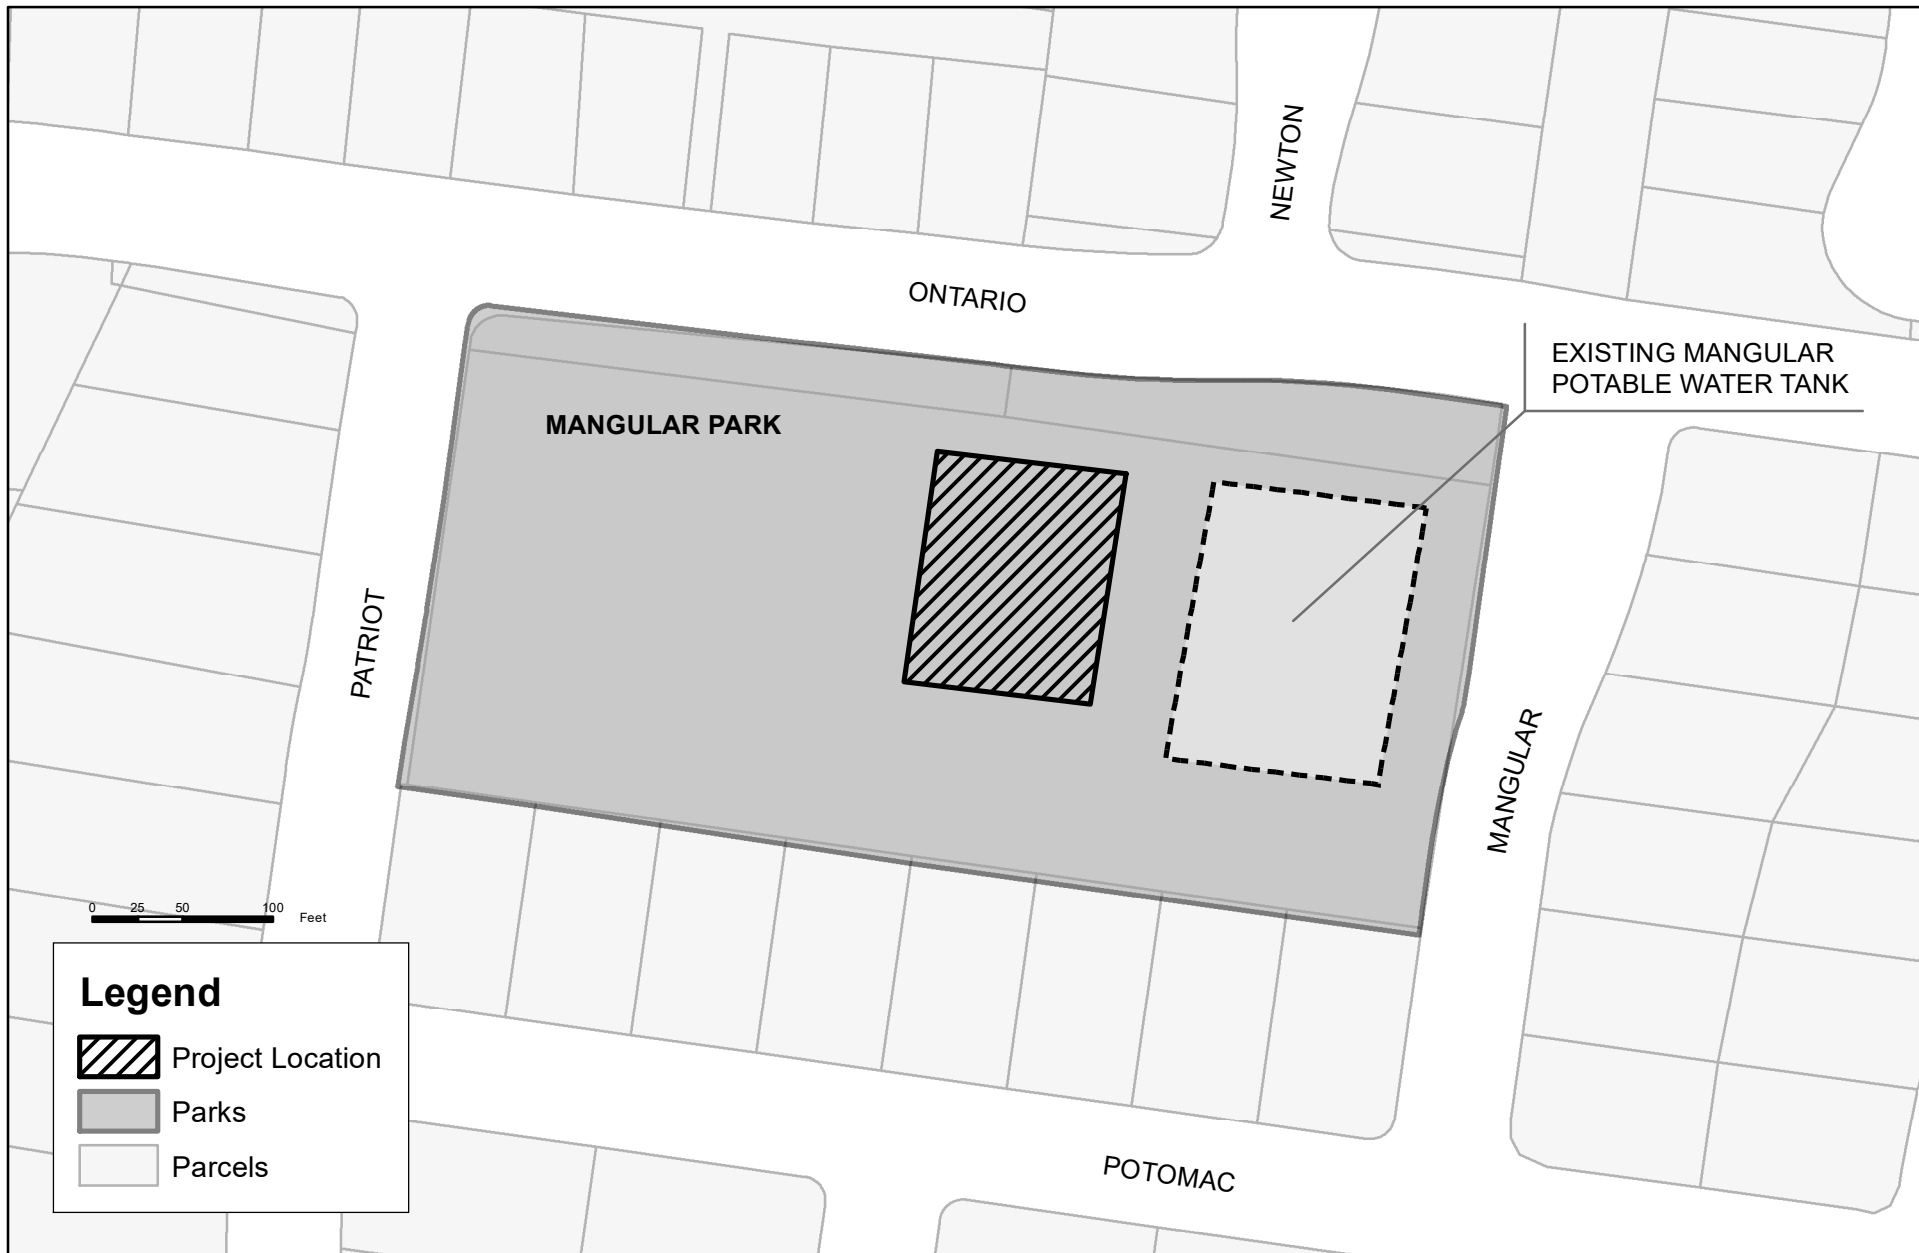 NEWTON
ONTARIO
EXISTING MANGULAR
POTABLE WATER TANK
MANGULAR PARK
PATRIOT
MANGULAR
0 25 50 100
Feet
Legend
Project Location
Parks
Parcels
POTOMAC